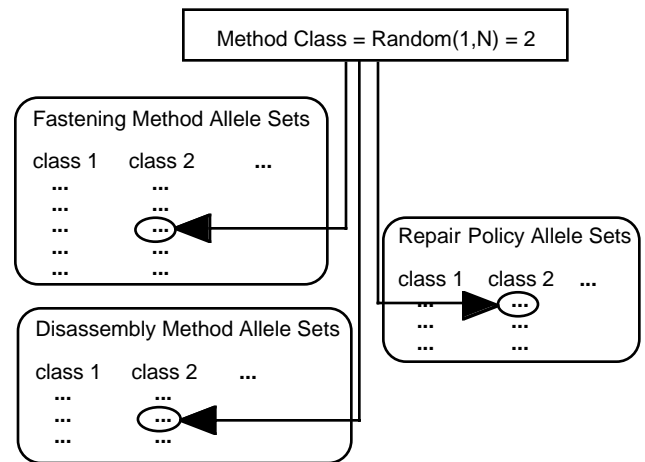 Method Class = Random(1,N) = 2
Fastening Method Allele Sets
class 1 class 2 ...
... ...
... ...
... ...
... ...
... ...
Repair Policy Allele Sets
class 1 class 2 ...
... ...
... ...
... ...
Disassembly Method Allele Sets
class 1 class 2 ...
... ...
... ...
... ...